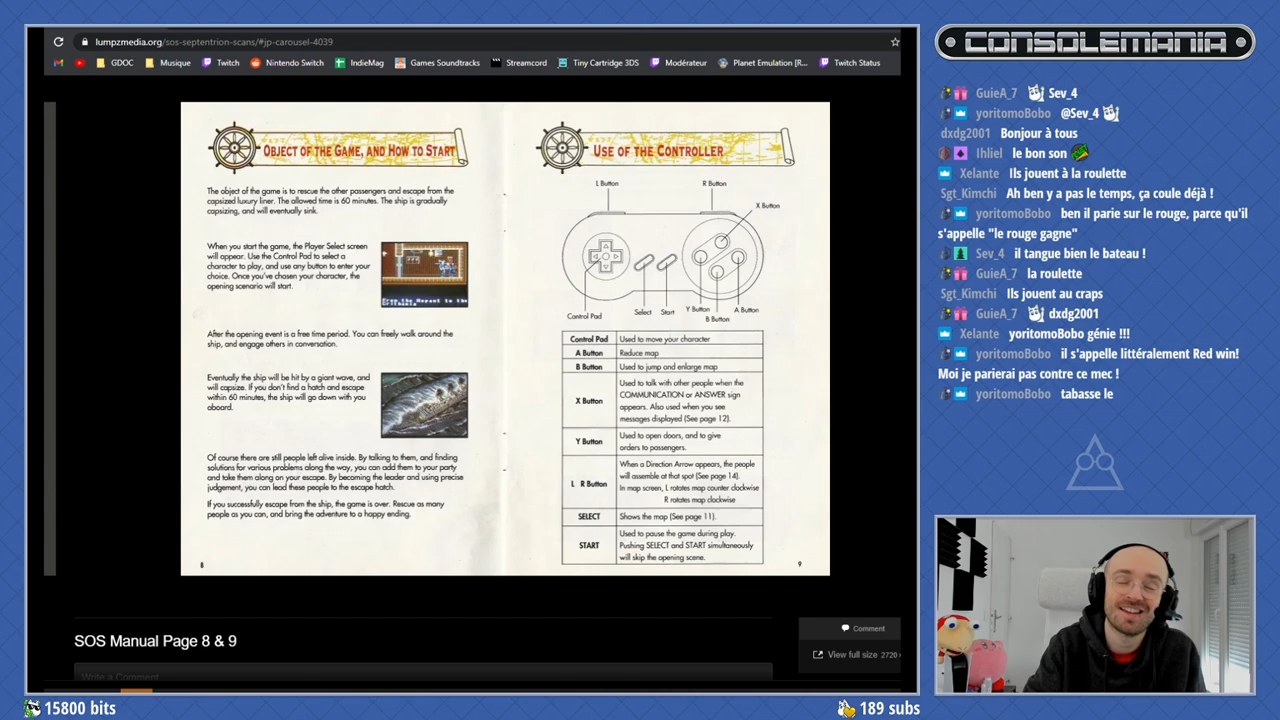 lumpzmedia.org/sos-septentrion-scans/#jp-carousel-4039
GDOC Musique Twitch Nintendo Switch IndieMag Games Soundtracks Streamcord Tiny Cartridge 3DS Modérateur Planet Emulation [R... Twitch Status
OBJECT OF THE GAME, AND HOW TO START
The object of the game is to rescue the other passengers and escape from the
capsized luxury liner. The allowed time is 60 minutes. The ship is gradually
capsizing, and will eventually sink.
When you start the game, the Player Select screen
will appear. Use the Control Pad to select a
character to play, and use any button to enter your
choice. Once you've chosen your character, the
opening scenario will start.
After the opening event is a free time period. You can freely walk around the
ship, and engage others in conversation.
Eventually the ship will be hit by a giant wave, and
will capsize. If you don't find a hatch and escape
within 60 minutes, the ship will go down with you
aboard.
Of course there are still people left alive inside. By talking to them, and finding
solutions for various problems along the way, you can add them to your party
and take them along on your escape. By becoming the leader and using precise
judgement, you can lead these people to the escape hatch.
If you successfully escape from the ship, the game is over. Rescue as many
people as you can, and bring the adventure to a happy ending.
8
USE OF THE CONTROLLER
L Button R Button
X Button
Control Pad Select Start Y Button A Button
B Button
Control Pad Used to move your character
A Button Reduce map
B Button Used to jump and enlarge map
X Button Used to talk with other people when the
COMMUNICATION or ANSWER sign
appears. Also used when you see
messages displayed (See page 12).
Y Button Used to open doors, and to give
orders to passengers.
L R Button When a Direction Arrow appears, the people
will assemble at that spot (See page 14).
In map screen, L rotates map counter clockwise
R rotates map clockwise
SELECT Shows the map (See page 11).
START Used to pause the game during play.
Pushing SELECT and START simultaneously
will skip the opening scene.
9
SOS Manual Page 8 & 9
Comment
View full size 2720
Write a Comment
CONSOLEMANIA
GuieA_7 Sev_4
yoritomoBobo @Sev_4
dxdg2001 Bonjour à tous
Ihliel le bon son
Xelante Ils jouent à la roulette
Sgt_Kimchi Ah ben y a pas le temps, ça coule déjà !
yoritomoBobo ben il parie sur le rouge, parce qu'il
s'appelle "le rouge gagne"
Sev_4 il tangue bien le bateau !
GuieA_7 la roulette
Sgt_Kimchi Ils jouent au craps
GuieA_7 dxdg2001
Xelante yoritomoBobo génie !!!
yoritomoBobo il s'appelle littéralement Red win!
Moi je parierai pas contre ce mec !
yoritomoBobo tabasse le
15800 bits
189 subs